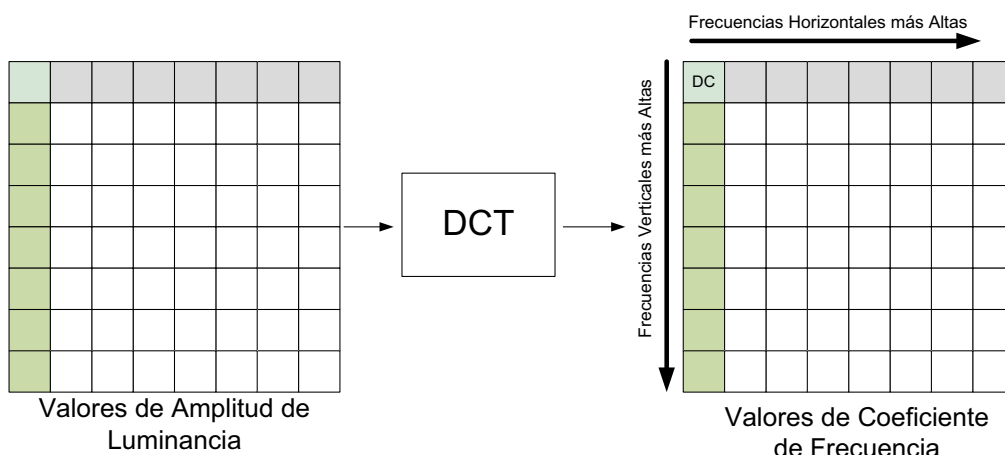 Frecuencias Horizontales más Altas
Frecuencias Verticales más Altas
DC
DCT
Valores de Amplitud de
Luminancia
Valores de Coeficiente
de Frecuencia